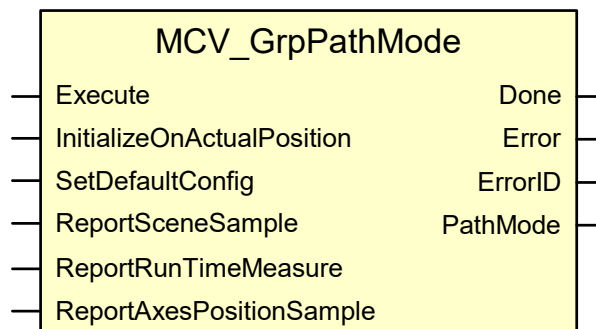 MCV_GrpPathMode
Execute Done
InitializeOnActualPosition Error
SetDefaultConfig ErrorID
ReportSceneSample PathMode
ReportRunTimeMeasure
ReportAxesPositionSample